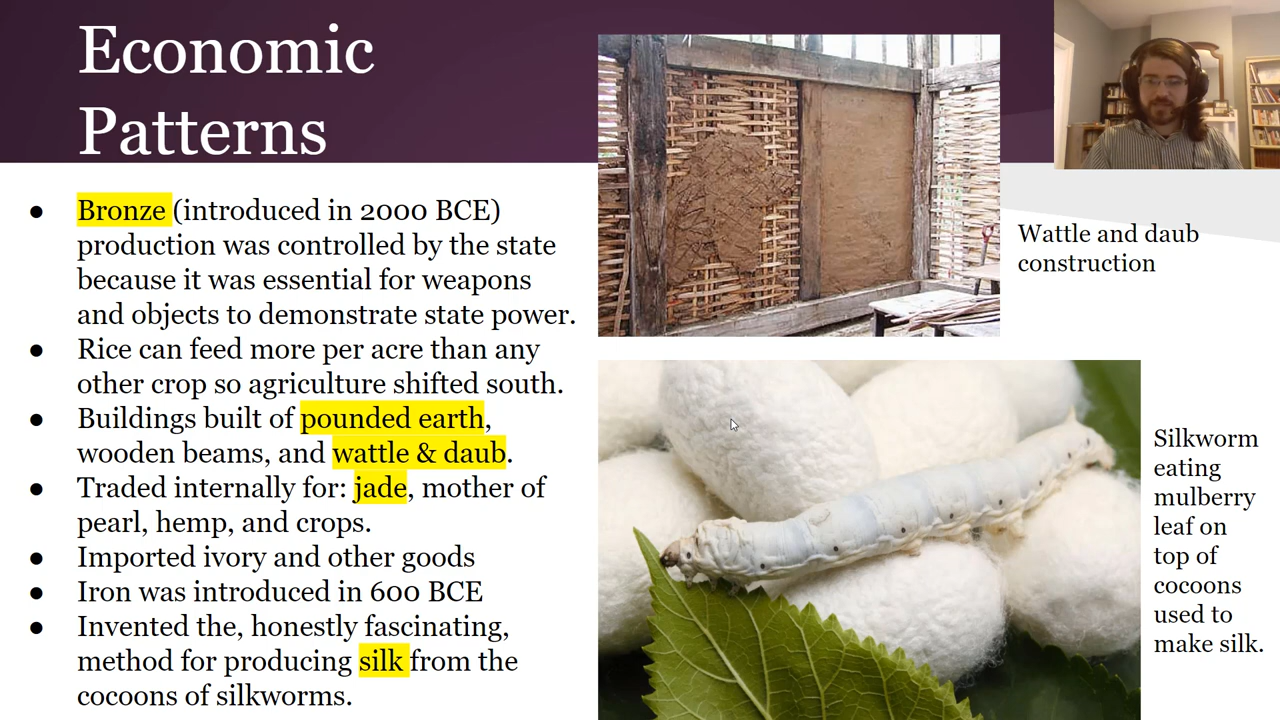 Economic
Patterns
● Bronze (introduced in 2000 BCE)
production was controlled by the state
because it was essential for weapons
and objects to demonstrate state power.
● Rice can feed more per acre than any
other crop so agriculture shifted south.
● Buildings built of pounded earth,
wooden beams, and wattle & daub.
● Traded internally for: jade, mother of
pearl, hemp, and crops.
● Imported ivory and other goods
● Iron was introduced in 600 BCE
● Invented the, honestly fascinating,
method for producing silk from the
cocoons of silkworms.
Wattle and daub
construction
Silkworm
eating
mulberry
leaf on
top of
cocoons
used to
make silk.